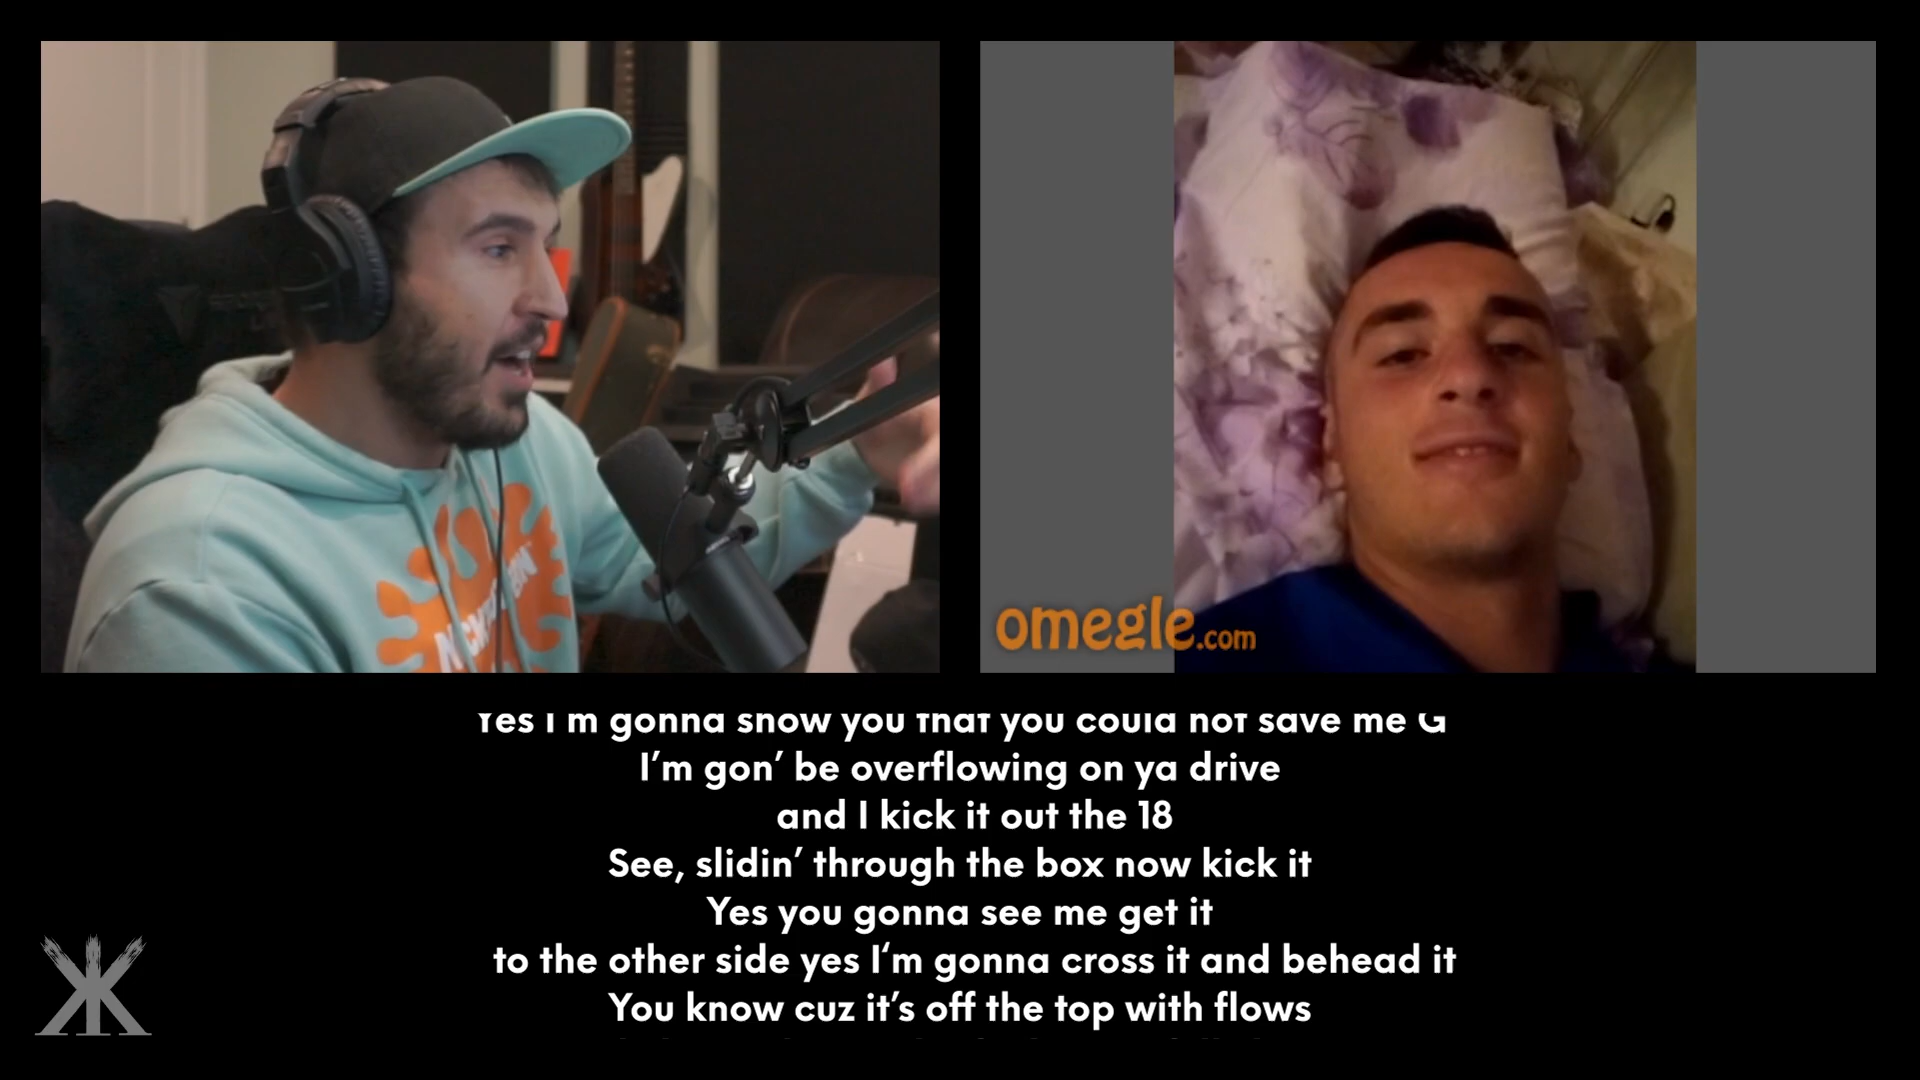 omegle.com
Yes I'm gonna show you that you could not save me G
I'm gon' be overflowing on ya drive
and I kick it out the 18
See, slidin' through the box now kick it
Yes you gonna see me get it
to the other side yes I'm gonna cross it and behead it
You know cuz it's off the top with flows